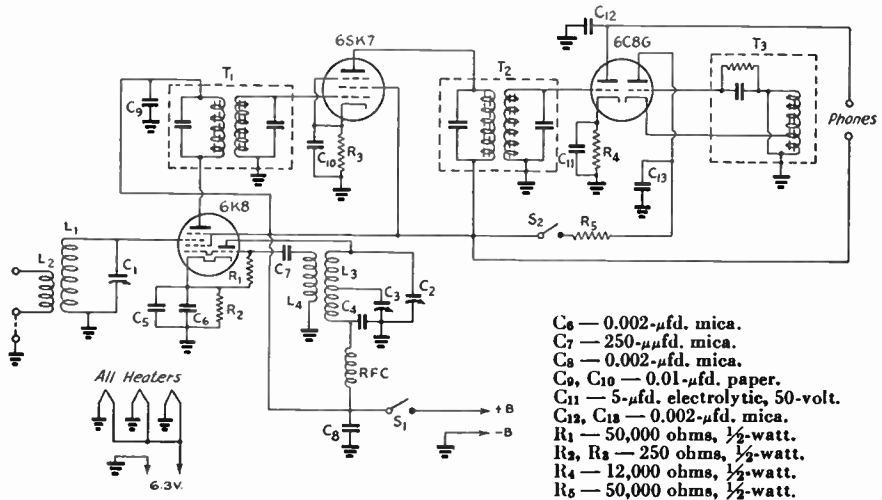 C12
6SK7
6C8G
T3
T1
T2
C9
Phones
R3
C10
C11
R4
C13
6K8
S2
R5
L1
L2
C1
R1
C7
L3
C2
C3
L4
C4
C5
C6
R2
RFC
All Heaters
S1
+B
C8
-B
6.3V.
C6 — 0.002-μfd. mica.
C7 — 250-μμfd. mica.
C8 — 0.002-μfd. mica.
C9, C10 — 0.01-μfd. paper.
C11 — 5-μfd. electrolytic, 50-volt.
C12, C13 — 0.002-μfd. mica.
R1 — 50,000 ohms, 1/2-watt.
R2, R3 — 250 ohms, 1/2-watt.
R4 — 12,000 ohms, 1/2-watt.
R5 — 50,000 ohms, 1/2-watt.